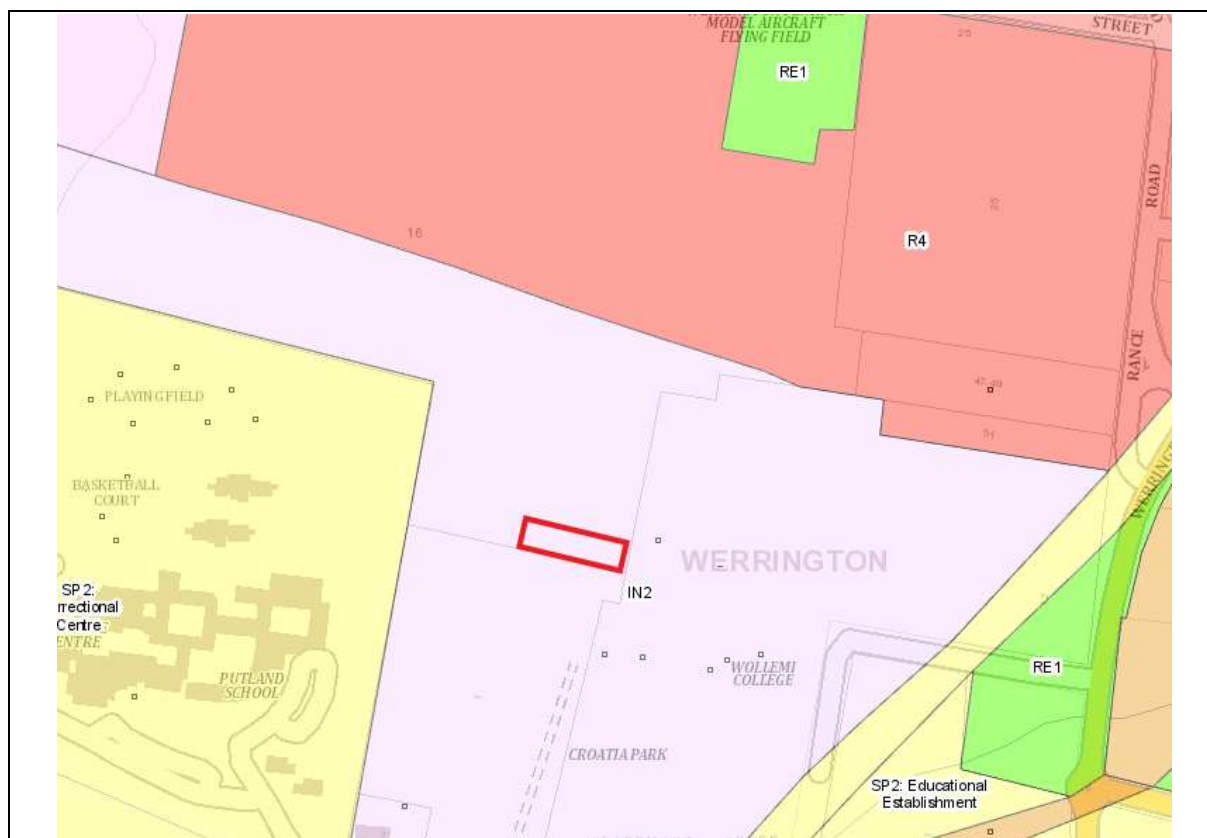 MODEL AIRCRAFT
FLYING FIELD
STREET
25
RE1
ROAD
20
16
R4
RANCE
47-49
51
PLAYING FIELD
BASKETBALL
COURT
WERRINGTON
IN2
SP2:
rrectional
Centre
ENTRE
PUTLAND
SCHOOL
WOLLEMI
COLLEGE
RE1
CROATIA PARK
SP2: Educational
Establishment